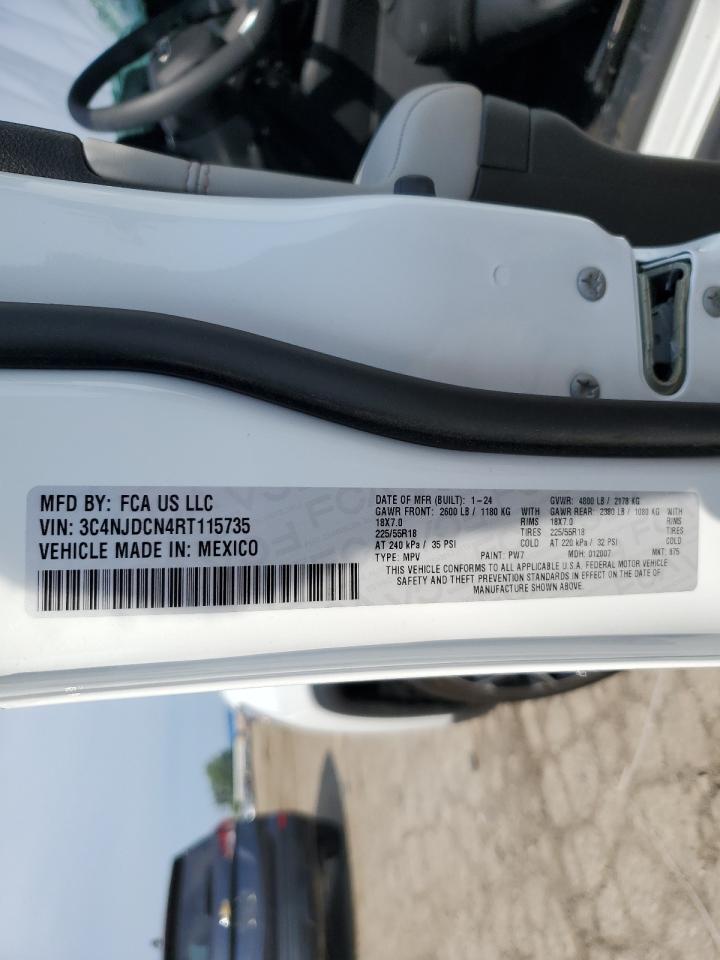 MFD BY: FCA US LLC
VIN: 3C4NJDCN4RT115735
VEHICLE MADE IN: MEXICO
DATE OF MFR (BUILT): 1-24 GVWR: 4800 LB / 2178 KG
GAWR FRONT: 2600 LB / 1180 KG WITH GAWR REAR: 2380 LB / 1080 KG WITH
18X7.0 RIMS 18X7.0 RIMS
225/55R18 TIRES 225/55R18 TIRES
AT 240 kPa / 35 PSI COLD AT 220 kPa / 32 PSI COLD
TYPE: MPV PAINT: PW7 MDH: 012007 MKT: 875
THIS VEHICLE CONFORMS TO ALL APPLICABLE U.S.A. FEDERAL MOTOR VEHICLE
SAFETY AND THEFT PREVENTION STANDARDS IN EFFECT ON THE DATE OF
MANUFACTURE SHOWN ABOVE.